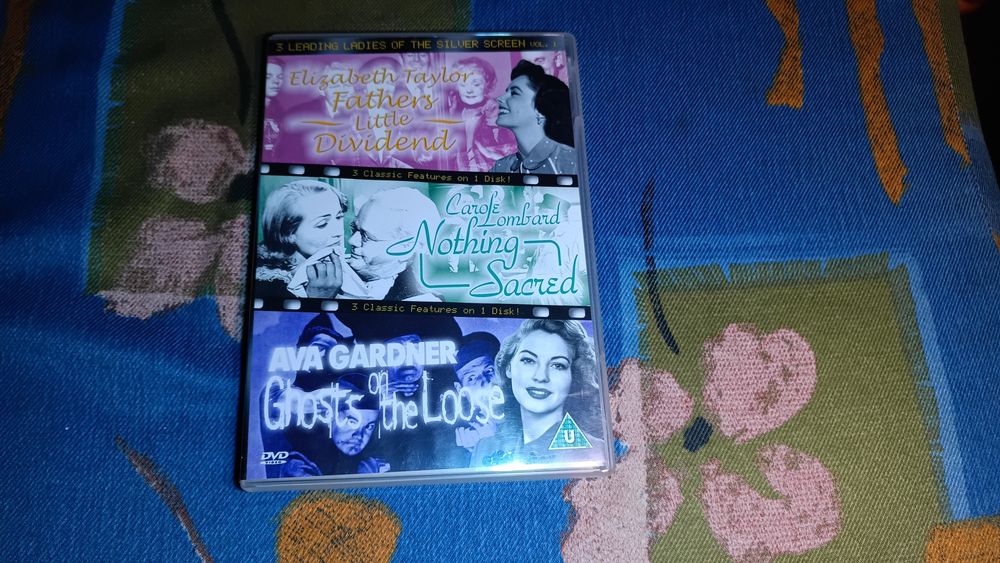 3 LEADING LADIES OF THE SILVER SCREEN VOL. 1
Elizabeth Taylor
Fathers
Little
Dividend
3 Classic Features on 1 Disk!
Carole
Lombard
Nothing
Sacred
3 Classic Features on 1 Disk!
AVA GARDNER
Ghosts on the Loose
U
DVD
VIDEO